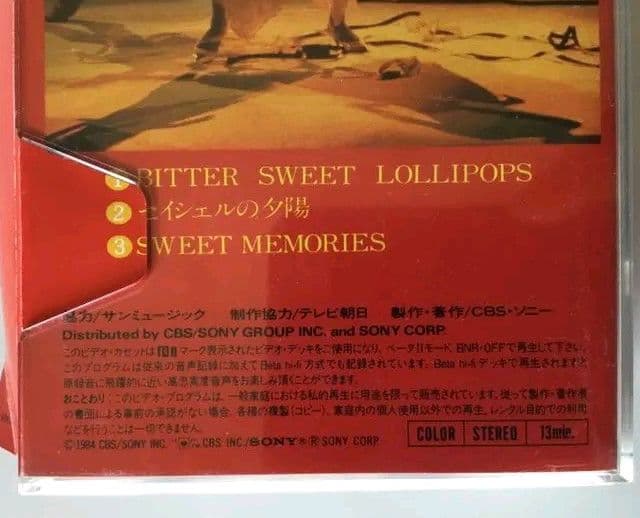 1 BITTER SWEET LOLLIPOPS
2 セイシェルの夕陽
3 SWEET MEMORIES
協力/サンミュージック 制作協力/テレビ朝日 製作・著作/CBS・ソニー
Distributed by CBS/SONY GROUP INC. and SONY CORP.
このビデオ・カセットは βII マーク表示されたビデオ・デッキをご使用になり、ベータIIモード、BNR・OFFで再生して下さい。
このプログラムは従来の音声記録に加えて Beta hi-fi 方式でも記録されています。Beta hi-fi デッキで再生されますと
原録音に飛躍的に近い高忠実度音声をお楽しみ頂くことができます。
おことわり:このビデオ・プログラムは、一般家庭における私的再生に用途を限って販売されています。従って製作・著作者
の書面による事前の承認がない場合、各種の複製(コピー)、家庭内の個人使用以外での再生、レンタル目的での利用
などを行うことは一切できません。
©1984 CBS/SONY INC. CBS INC./SONY® ® SONY CORP.
COLOR STEREO 13min.